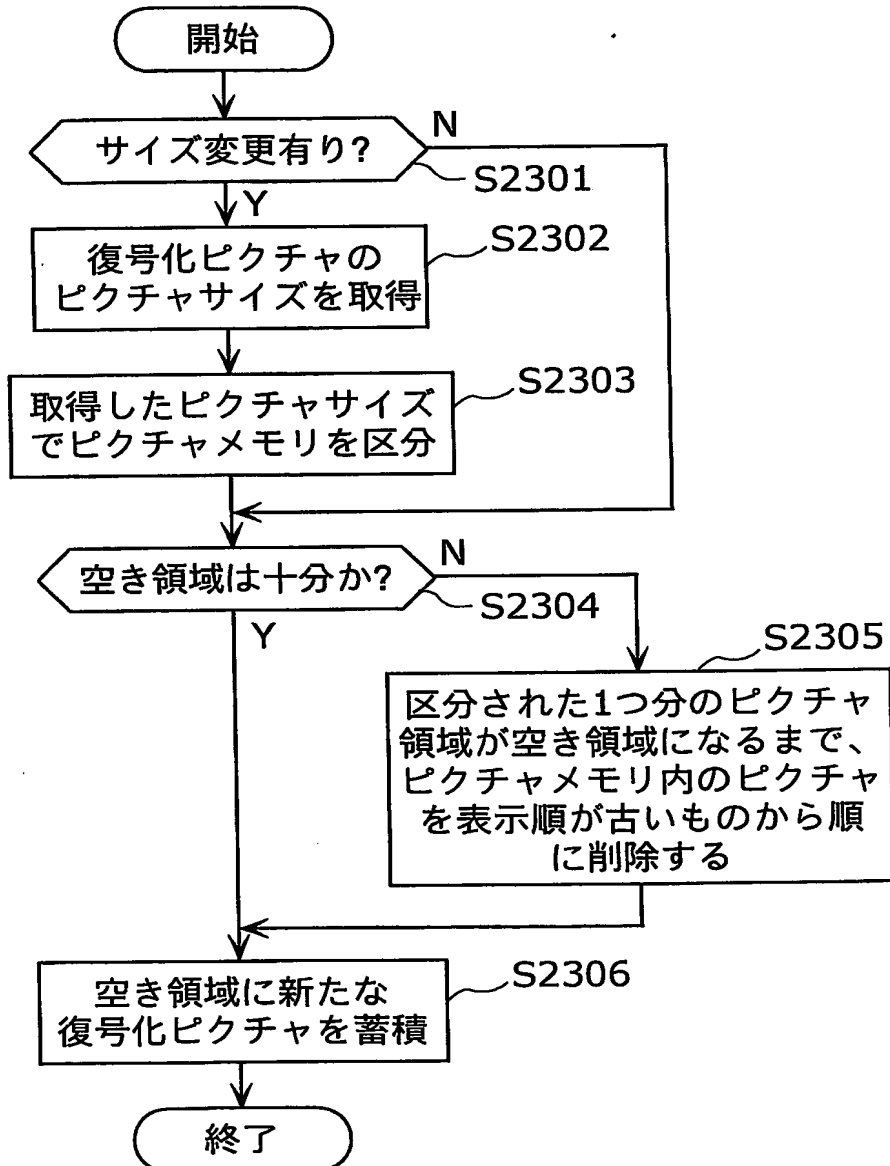 開始
サイズ変更有り?
N
S2301
Y
復号化ピクチャの
ピクチャサイズを取得
S2302
取得したピクチャサイズ
でピクチャメモリを区分
S2303
空き領域は十分か?
N
S2304
Y
S2305
区分された1つ分のピクチャ
領域が空き領域になるまで、
ピクチャメモリ内のピクチャ
を表示順が古いものから順
に削除する
空き領域に新たな
復号化ピクチャを蓄積
S2306
終了